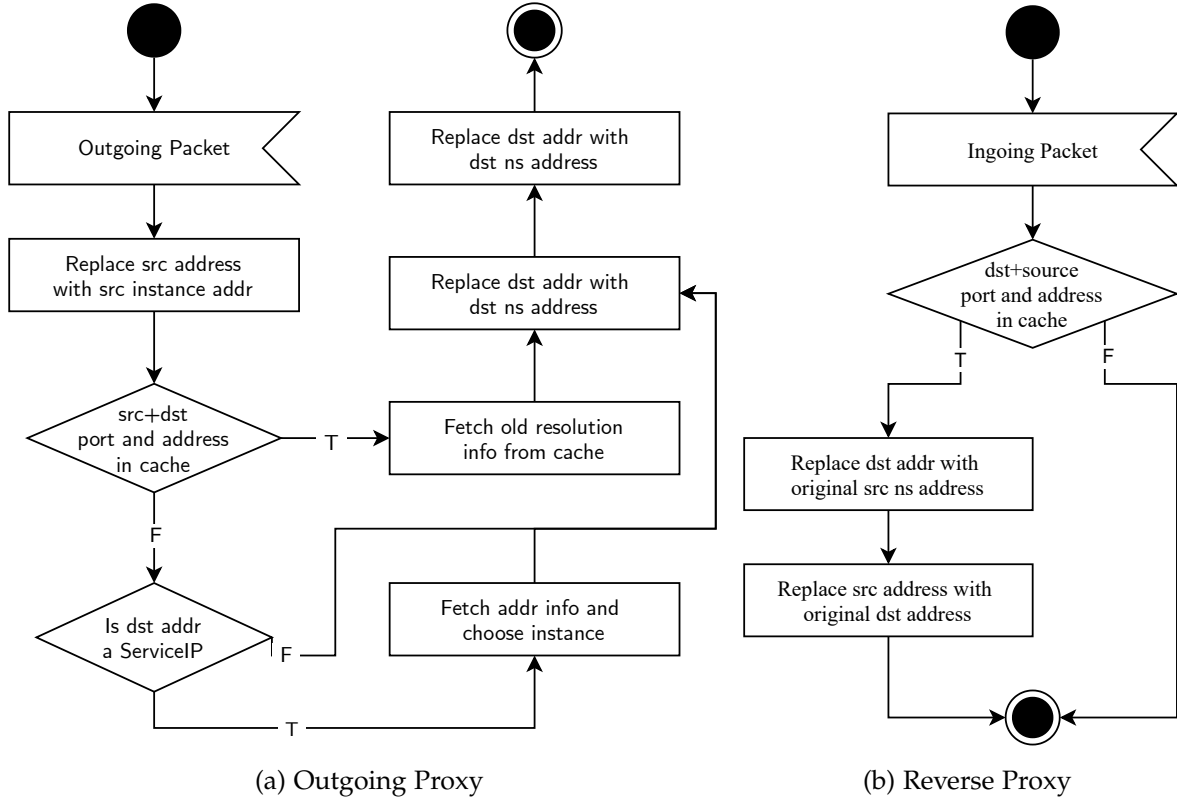 Outgoing Packet
Replace src address
with src instance addr
src+dst
port and address
in cache
T
F
Is dst addr
a ServiceIP
F
T
Replace dst addr with
dst ns address
Replace dst addr with
dst ns address
Fetch old resolution
info from cache
Fetch addr info and
choose instance
(a) Outgoing Proxy
Ingoing Packet
dst+source
port and address
in cache
T
F
Replace dst addr with
original src ns address
Replace src address with
original dst address
(b) Reverse Proxy